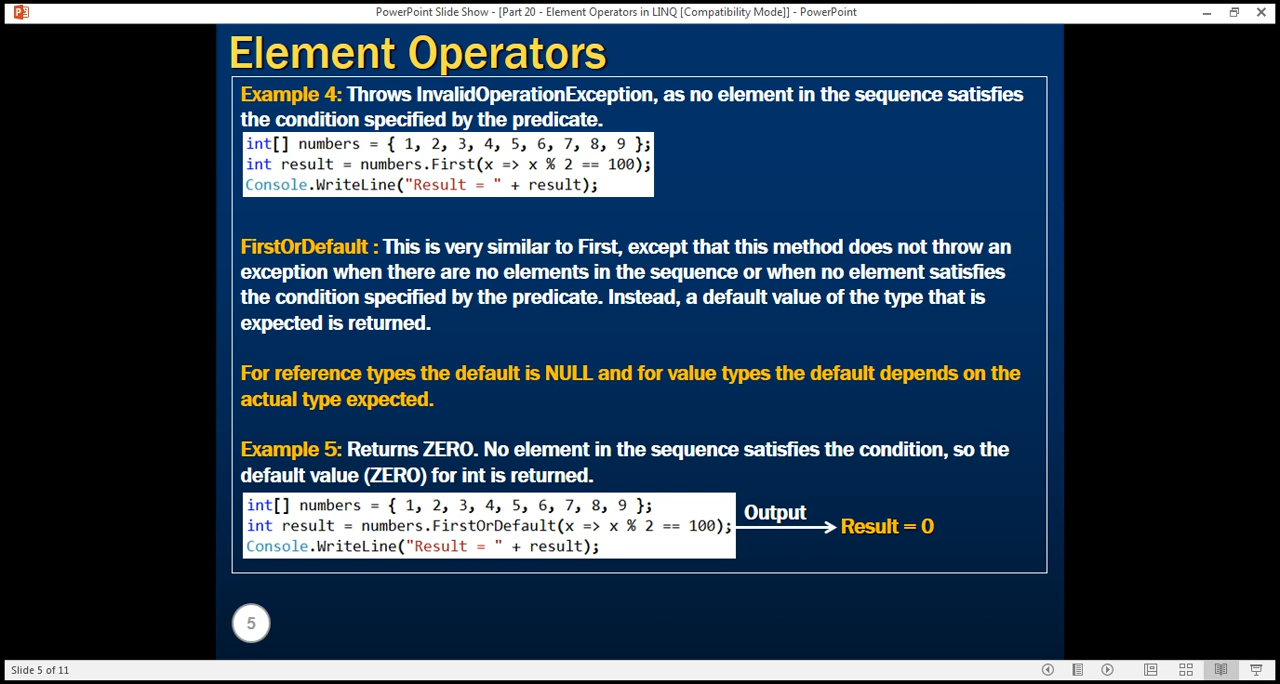 PowerPoint Slide Show - [Part 20 - Element Operators in LINQ [Compatibility Mode]] - PowerPoint
Element Operators
Example 4: Throws InvalidOperationException, as no element in the sequence satisfies
the condition specified by the predicate.
int[] numbers = { 1, 2, 3, 4, 5, 6, 7, 8, 9 };
int result = numbers.First(x => x % 2 == 100);
Console.WriteLine("Result = " + result);
FirstOrDefault : This is very similar to First, except that this method does not throw an
exception when there are no elements in the sequence or when no element satisfies
the condition specified by the predicate. Instead, a default value of the type that is
expected is returned.
For reference types the default is NULL and for value types the default depends on the
actual type expected.
Example 5: Returns ZERO. No element in the sequence satisfies the condition, so the
default value (ZERO) for int is returned.
int[] numbers = { 1, 2, 3, 4, 5, 6, 7, 8, 9 };
int result = numbers.FirstOrDefault(x => x % 2 == 100);
Console.WriteLine("Result = " + result);
Output
Result = 0
5
Slide 5 of 11